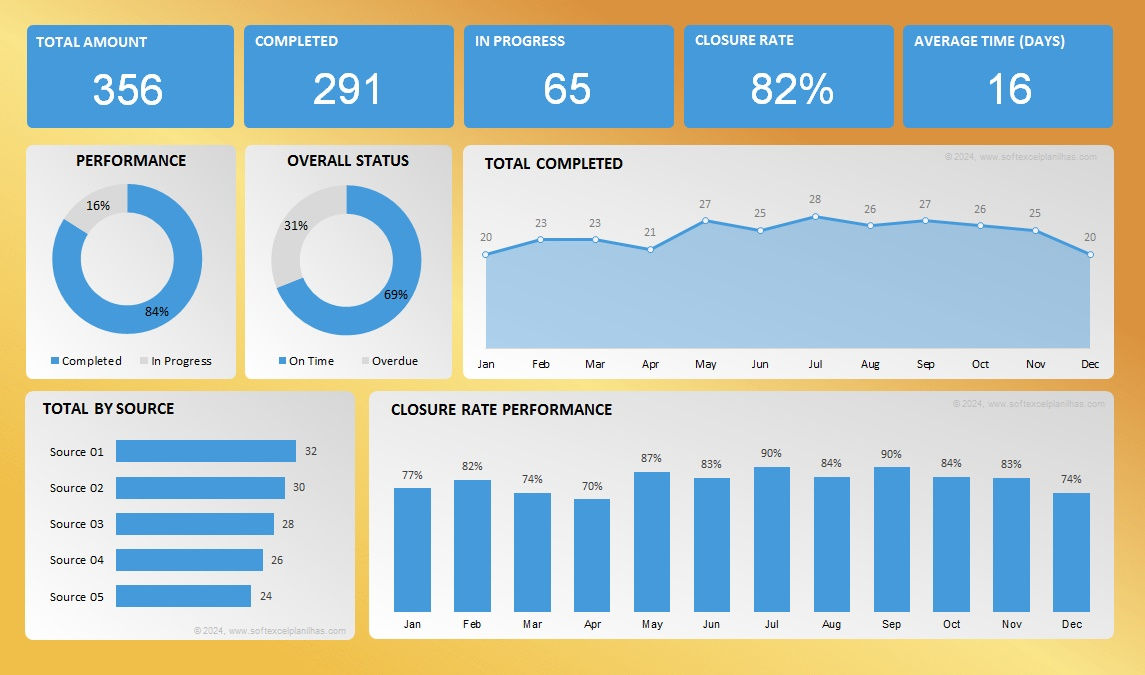 TOTAL AMOUNT
356
COMPLETED
291
IN PROGRESS
65
CLOSURE RATE
82%
AVERAGE TIME (DAYS)
16
PERFORMANCE
16%
84%
Completed In Progress
OVERALL STATUS
31%
69%
On Time Overdue
TOTAL COMPLETED
© 2024, www.softexcelplanilhas.com
20 23 23 21 27 25 28 26 27 26 25 20
Jan Feb Mar Apr May Jun Jul Aug Sep Oct Nov Dec
TOTAL BY SOURCE
Source 01 32
Source 02 30
Source 03 28
Source 04 26
Source 05 24
© 2024, www.softexcelplanilhas.com
CLOSURE RATE PERFORMANCE
© 2024, www.softexcelplanilhas.com
77% 82% 74% 70% 87% 83% 90% 84% 90% 84% 83% 74%
Jan Feb Mar Apr May Jun Jul Aug Sep Oct Nov Dec